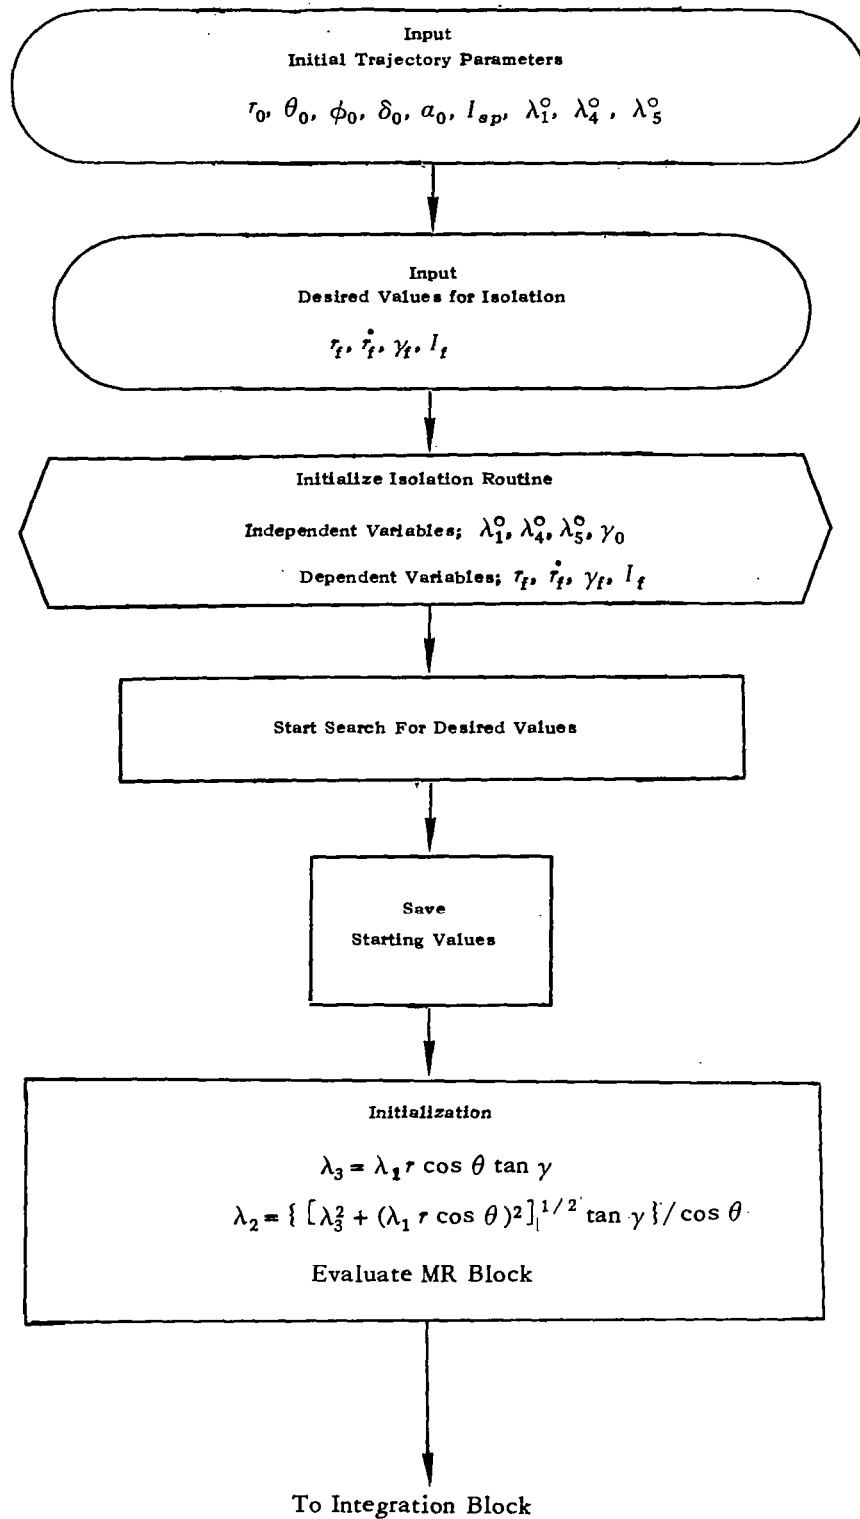 Input
Initial Trajectory Parameters
r₀, θ₀, ϕ₀, δ₀, α₀, I_sp, λ₁°, λ₄°, λ₅°
Input
Desired Values for Isolation
r_f, ṙ_f, γ_f, I_f
Initialize Isolation Routine
Independent Variables; λ₁°, λ₄°, λ₅°, γ₀
Dependent Variables; r_f, ṙ_f, γ_f, I_f
Start Search For Desired Values
Save
Starting Values
Initialization
λ₃ = λ₁ r cos θ tan γ
λ₂ = { [λ₃² + (λ₁ r cos θ)²]^1/2 tan γ}/cos θ
Evaluate MR Block
To Integration Block